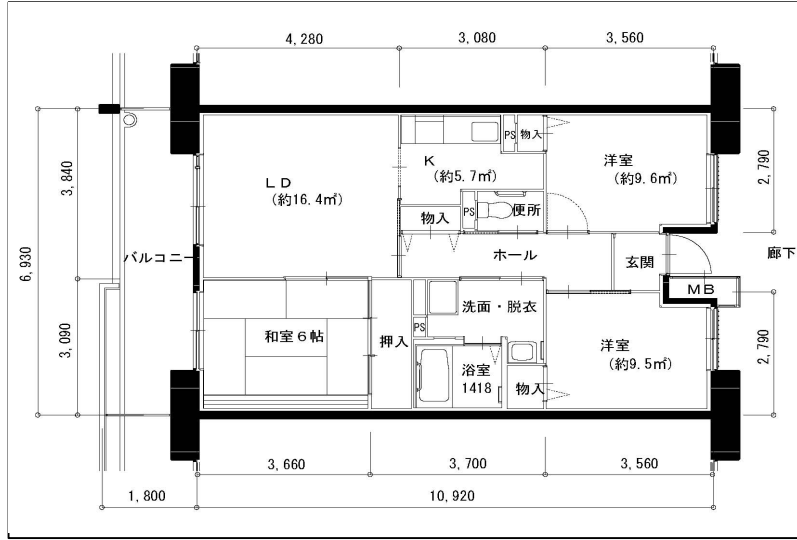 4,280
3,080
3,560
3,840
6,930
3,090
2,790
2,790
PS
物入
K
(約5.7㎡)
洋室
(約9.6㎡)
LD
(約16.4㎡)
PS
便所
物入
バルコニー
ホール
玄関
廊下
MB
洗面・脱衣
和室6帖
押入
PS
洋室
(約9.5㎡)
浴室
1418
物入
3,660
3,700
3,560
1,800
10,920